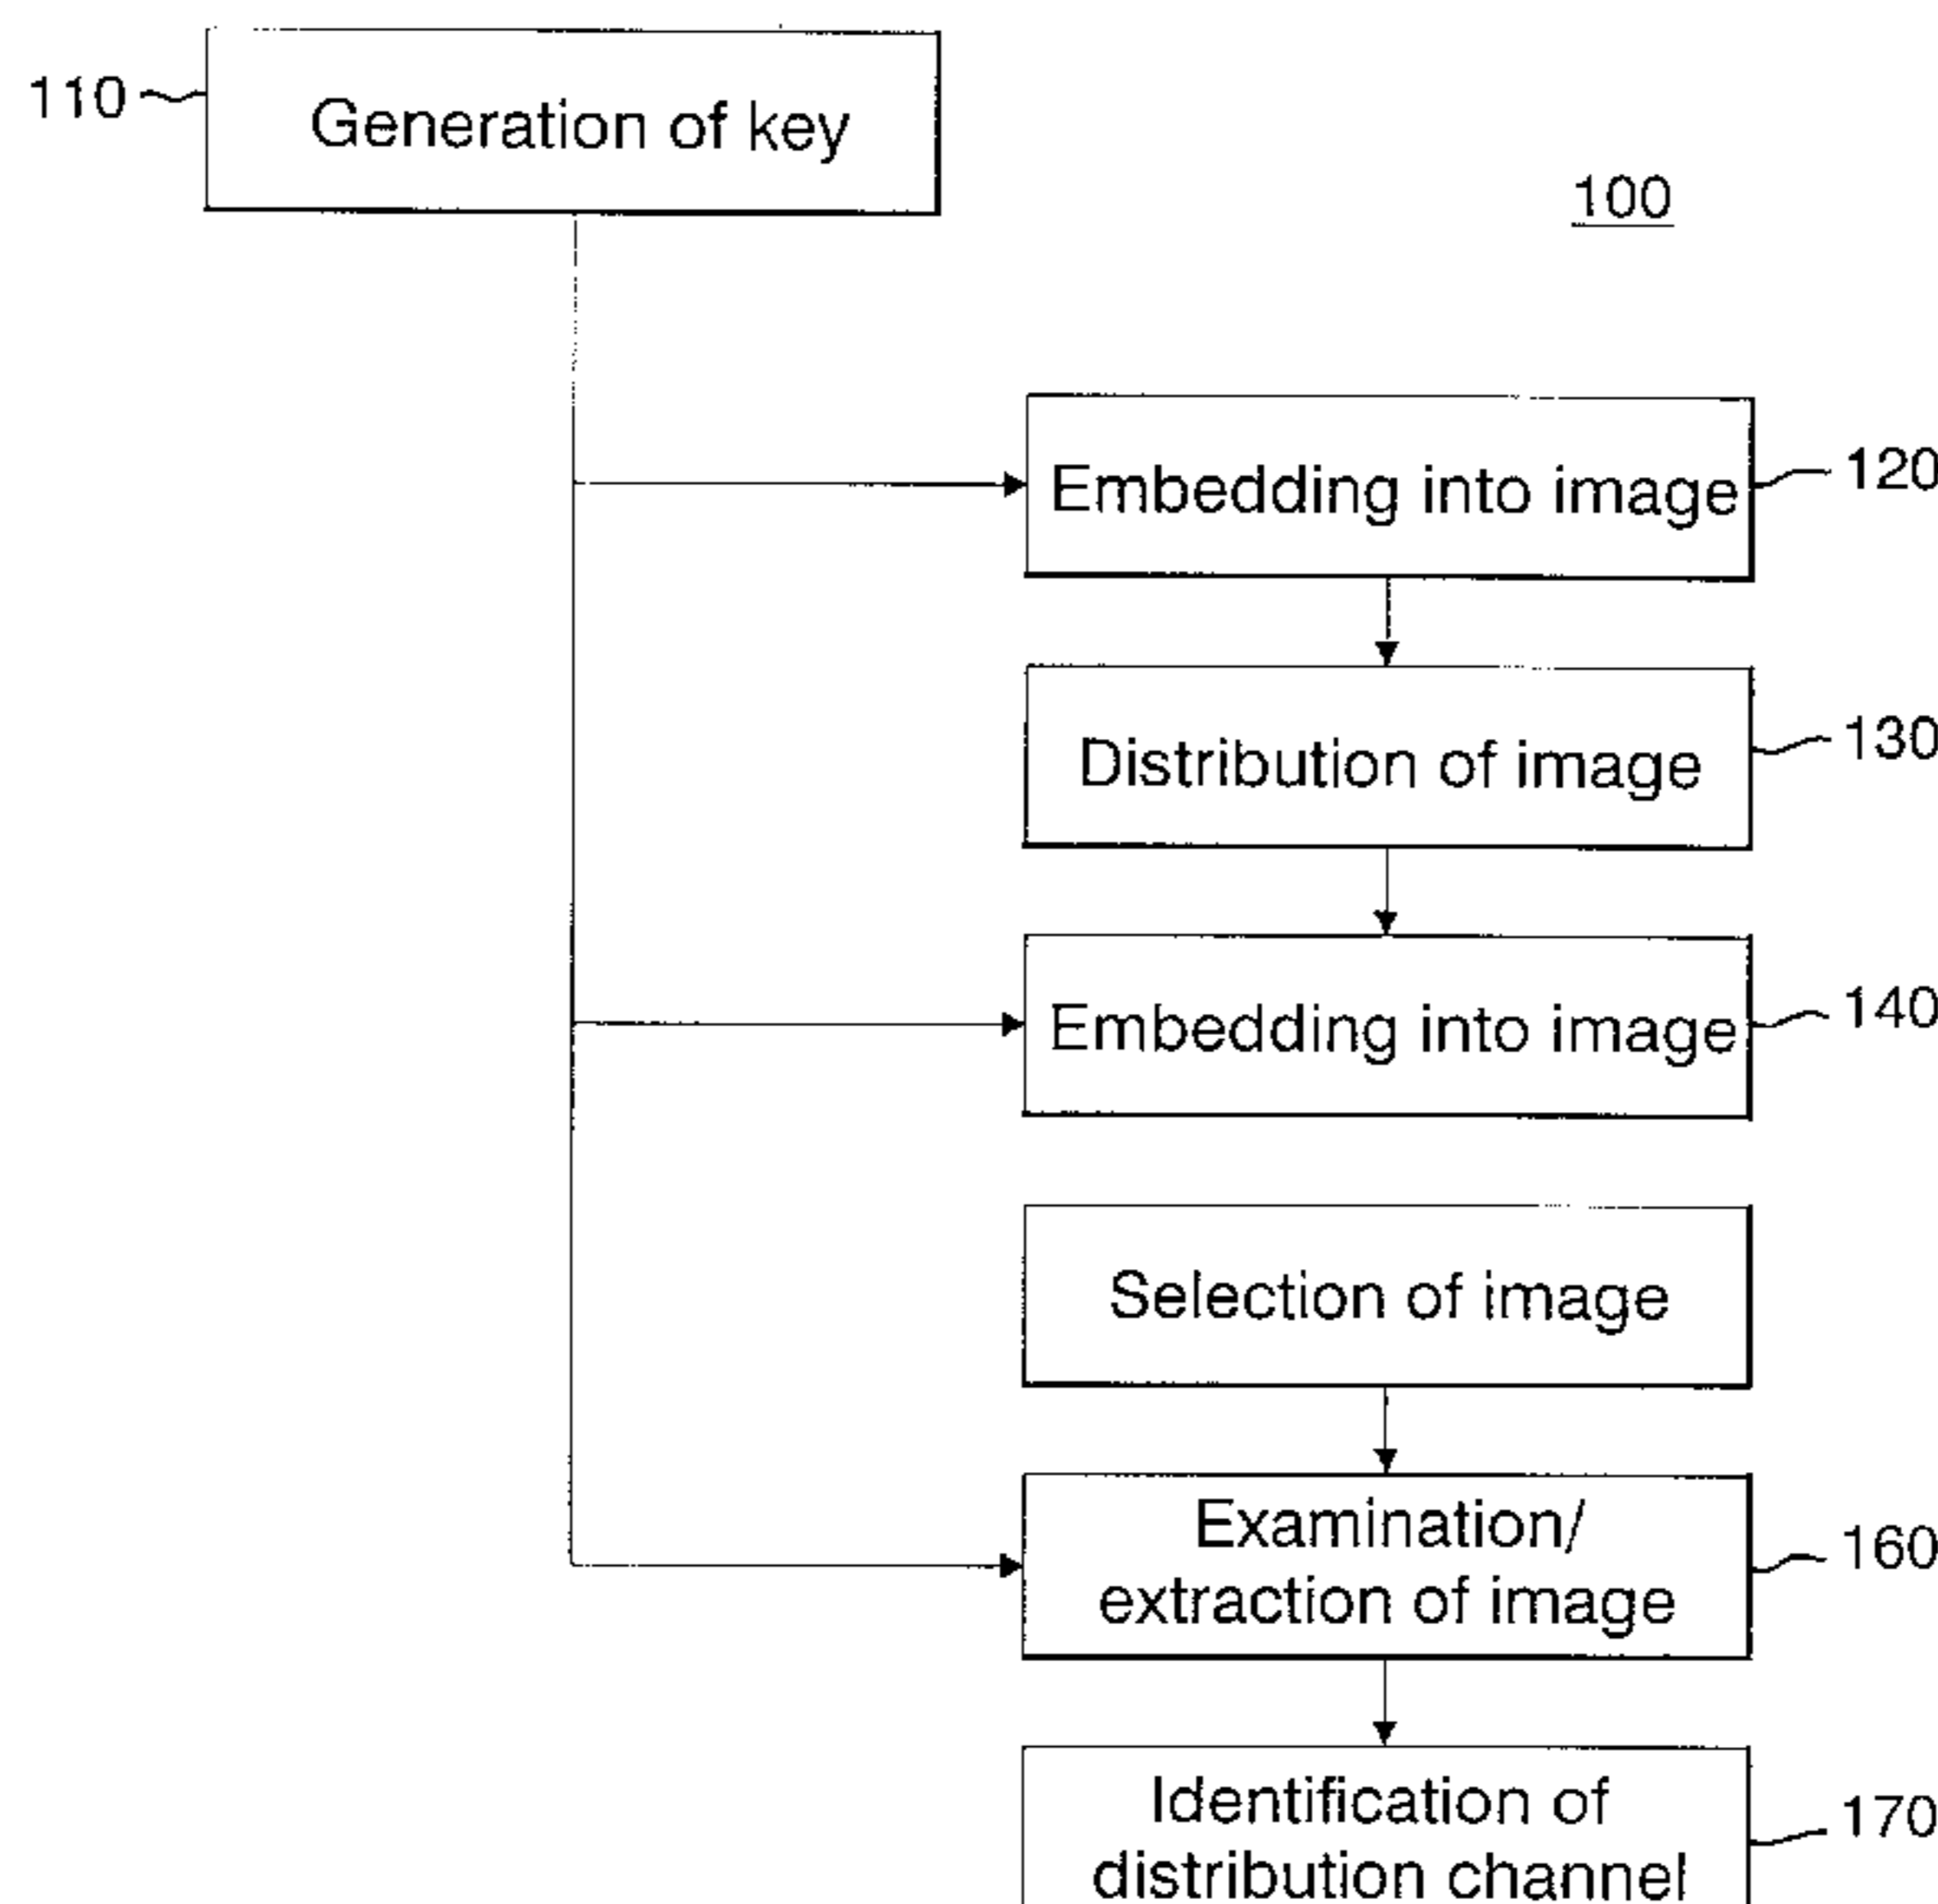 110
Generation of key
100
Embedding into image
120
Distribution of image
130
Embedding into image
140
Selection of image
Examination/
extraction of image
160
Identification of
distribution channel
170